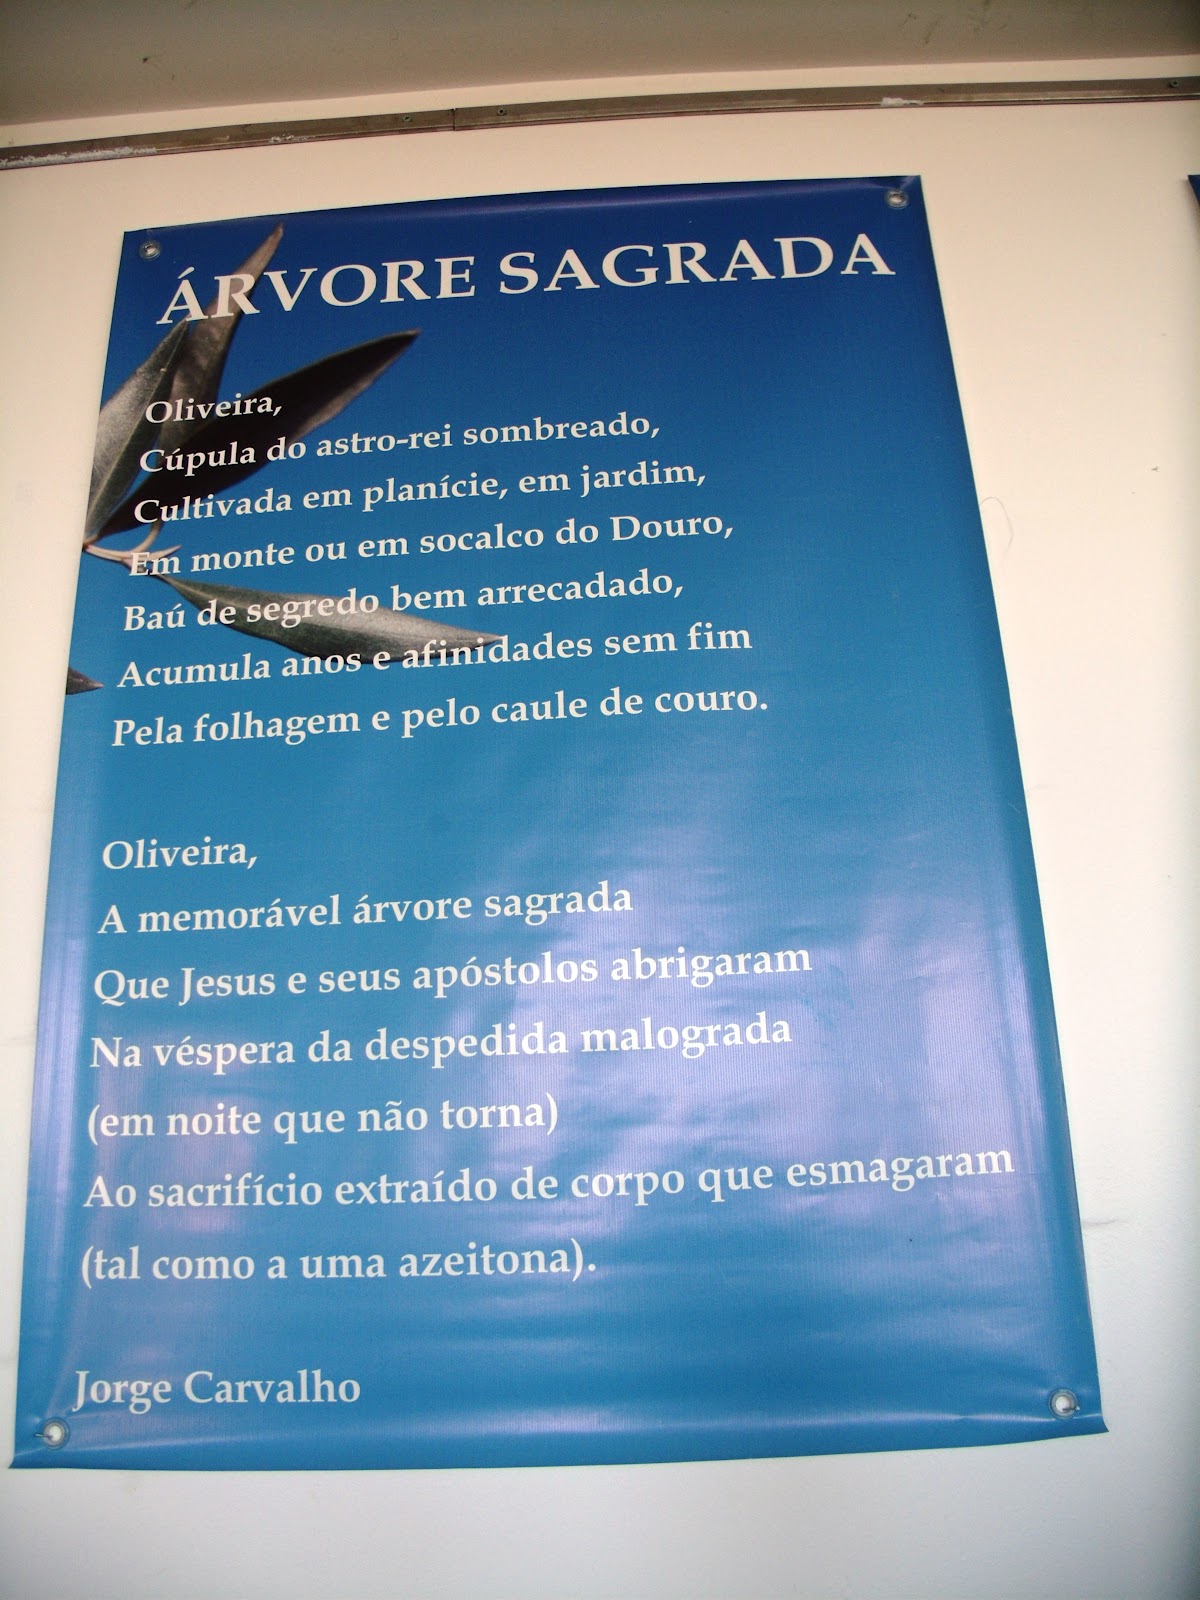 ÁRVORE SAGRADA
Oliveira,
Cúpula do astro-rei sombreado,
Cultivada em planície, em jardim,
Em monte ou em socalco do Douro,
Baú de segredo bem arrecadado,
Acumula anos e afinidades sem fim
Pela folhagem e pelo caule de couro.
Oliveira,
A memorável árvore sagrada
Que Jesus e seus apóstolos abrigaram
Na véspera da despedida malograda
(em noite que não torna)
Ao sacrifício extraído de corpo que esmagaram
(tal como a uma azeitona).
Jorge Carvalho